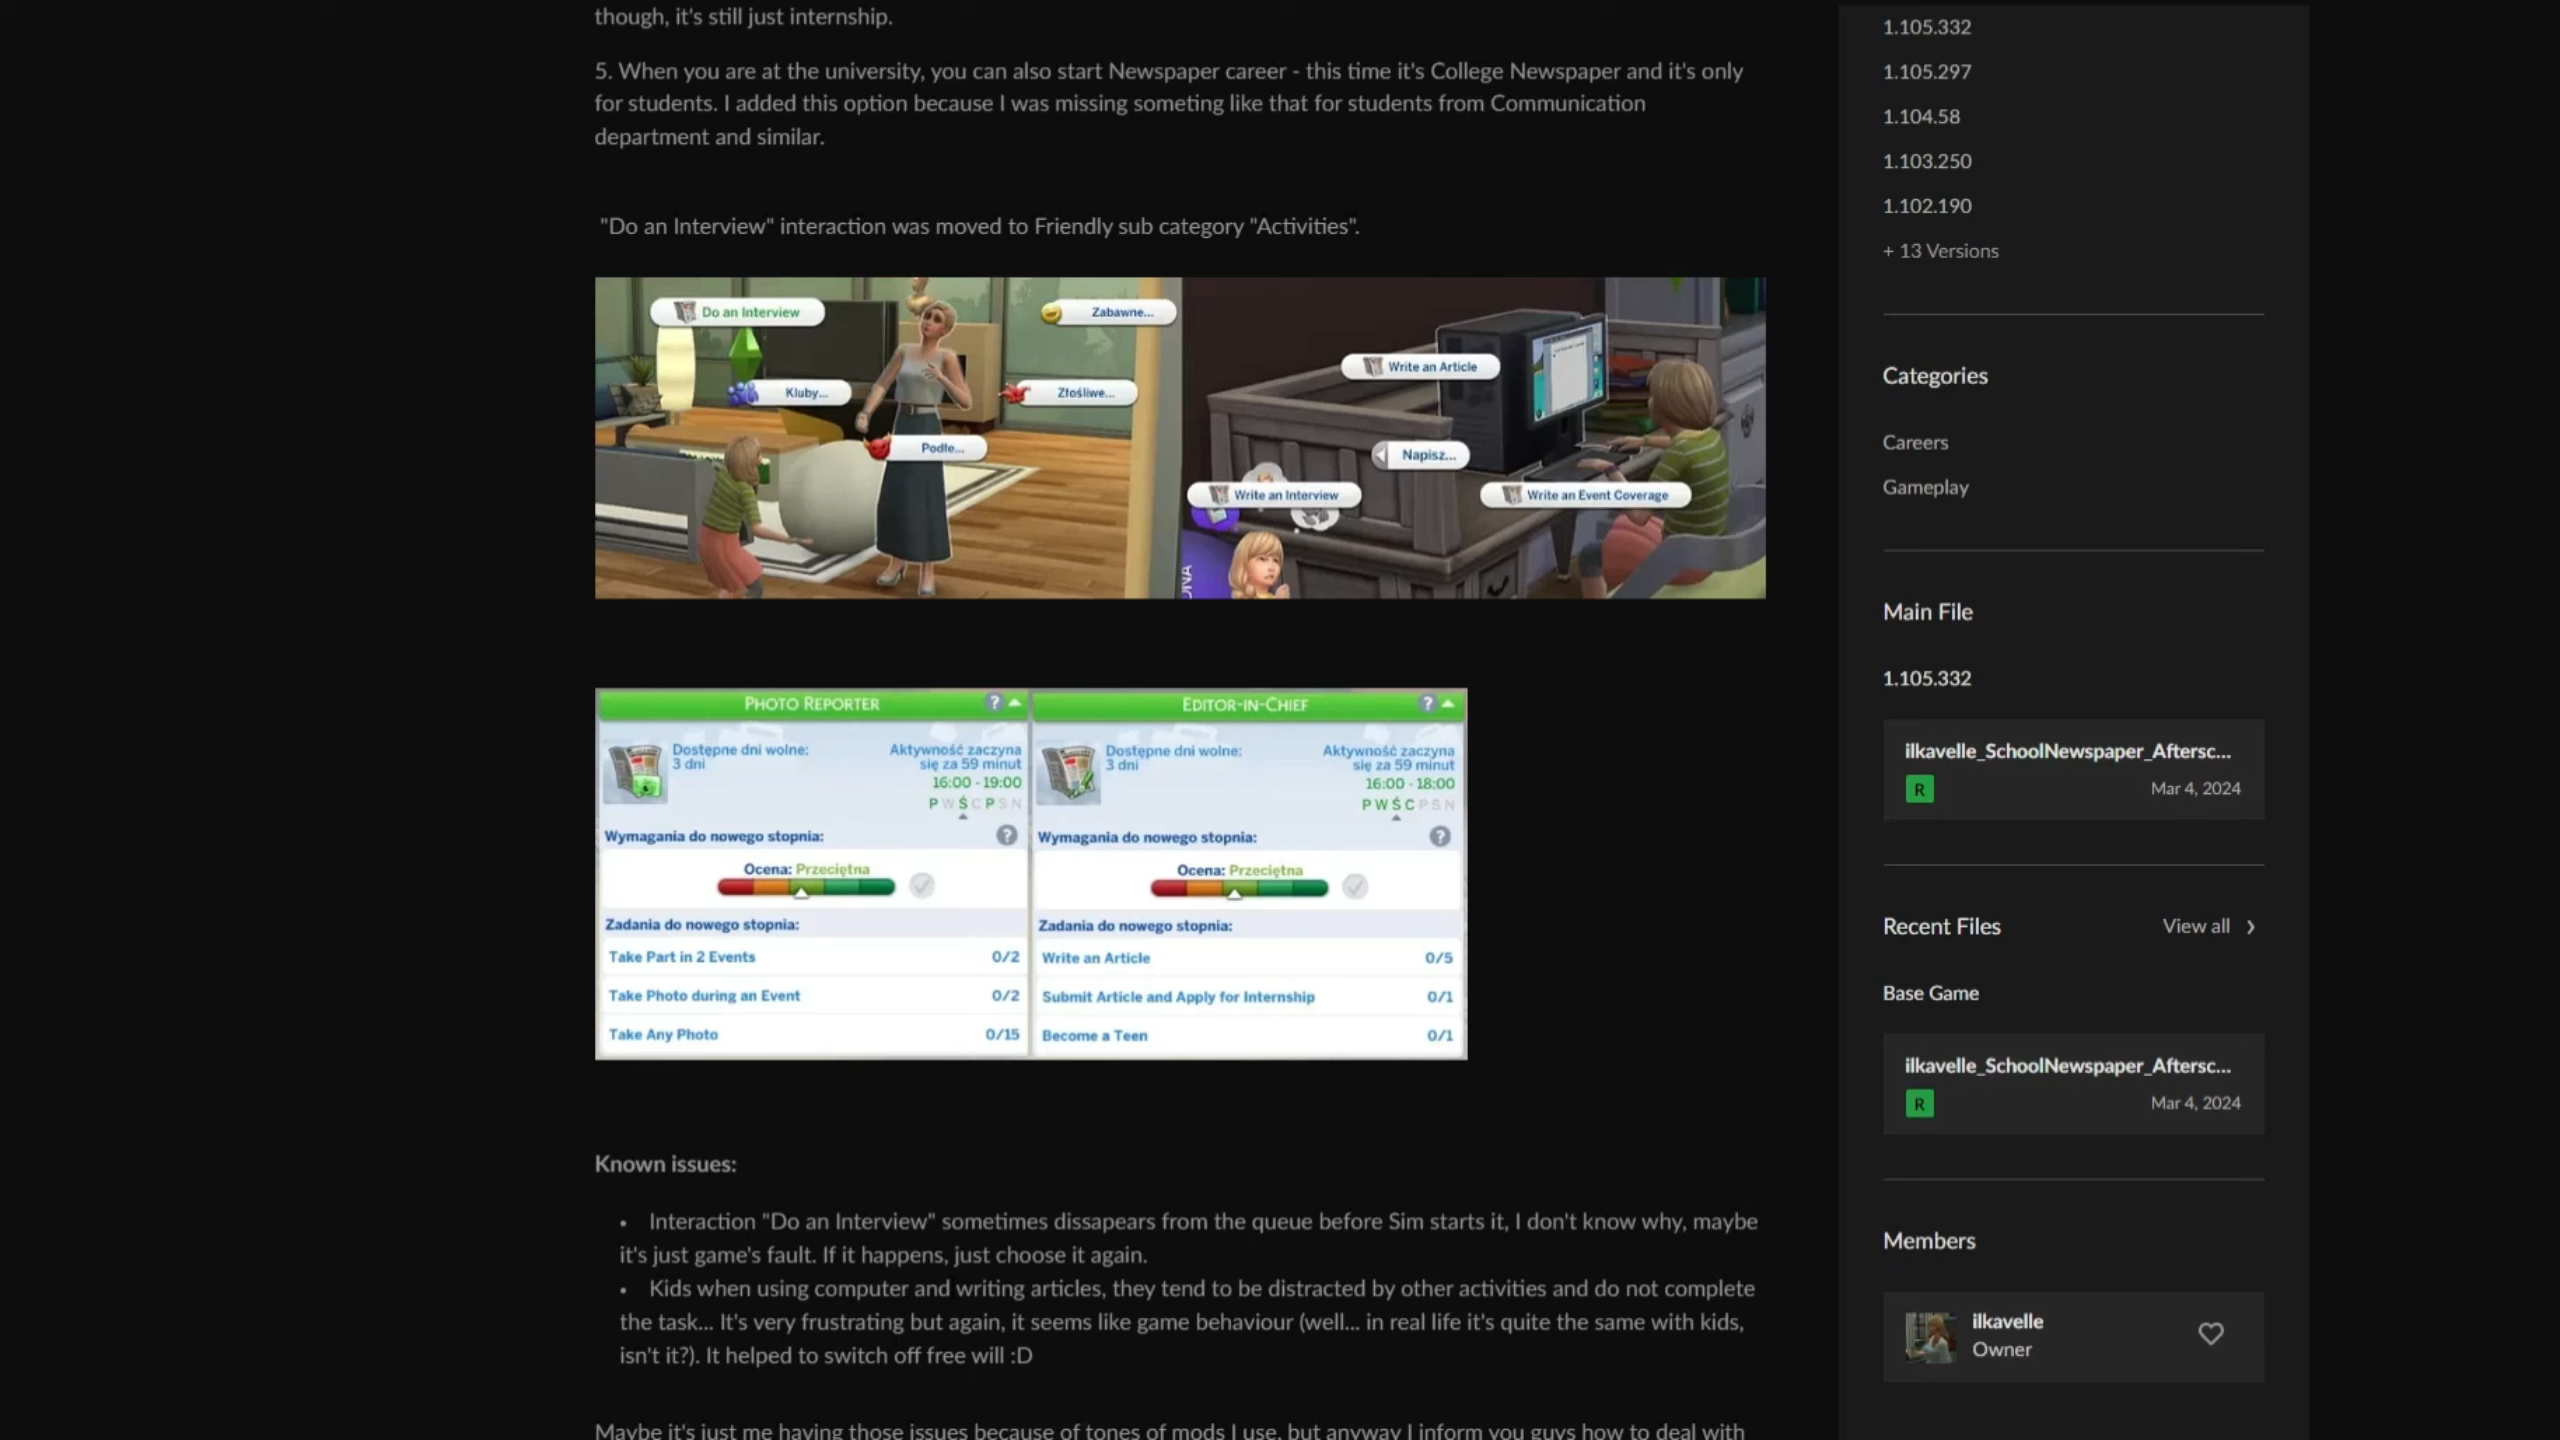 though, it's still just internship.
5. When you are at the university, you can also start Newspaper career - this time it's College Newspaper and it's only
for students. I added this option because I was missing someting like that for students from Communication
department and similar.
"Do an Interview" interaction was moved to Friendly sub category "Activities".
Do an Interview
Zabawne...
Kluby...
Złośliwe...
Podłe...
Write an Article
Napisz...
Write an Interview
Write an Event Coverage
PHOTO REPORTER
?
Dostępne dni wolne:
3 dni
Aktywność zaczyna
się za 59 minut
16:00 - 19:00
P W Ś C P S N
Wymagania do nowego stopnia:
?
Ocena: Przeciętna
Zadania do nowego stopnia:
Take Part in 2 Events 0/2
Take Photo during an Event 0/2
Take Any Photo 0/15
EDITOR-IN-CHIEF
?
Dostępne dni wolne:
3 dni
Aktywność zaczyna
się za 59 minut
16:00 - 18:00
P W Ś C P S N
Wymagania do nowego stopnia:
?
Ocena: Przeciętna
Zadania do nowego stopnia:
Write an Article 0/5
Submit Article and Apply for Internship 0/1
Become a Teen 0/1
Known issues:
• Interaction "Do an Interview" sometimes dissapears from the queue before Sim starts it, I don't know why, maybe
it's just game's fault. If it happens, just choose it again.
• Kids when using computer and writing articles, they tend to be distracted by other activities and do not complete
the task... It's very frustrating but again, it seems like game behaviour (well... in real life it's quite the same with kids,
isn't it?). It helped to switch off free will :D
Maybe it's just me having those issues because of tones of mods I use, but anyway I inform you guys how to deal with
1.105.332
1.105.297
1.104.58
1.103.250
1.102.190
+ 13 Versions
Categories
Careers
Gameplay
Main File
1.105.332
ilkavelle_SchoolNewspaper_Aftersc...
R Mar 4, 2024
Recent Files View all
Base Game
ilkavelle_SchoolNewspaper_Aftersc...
R Mar 4, 2024
Members
ilkavelle
Owner